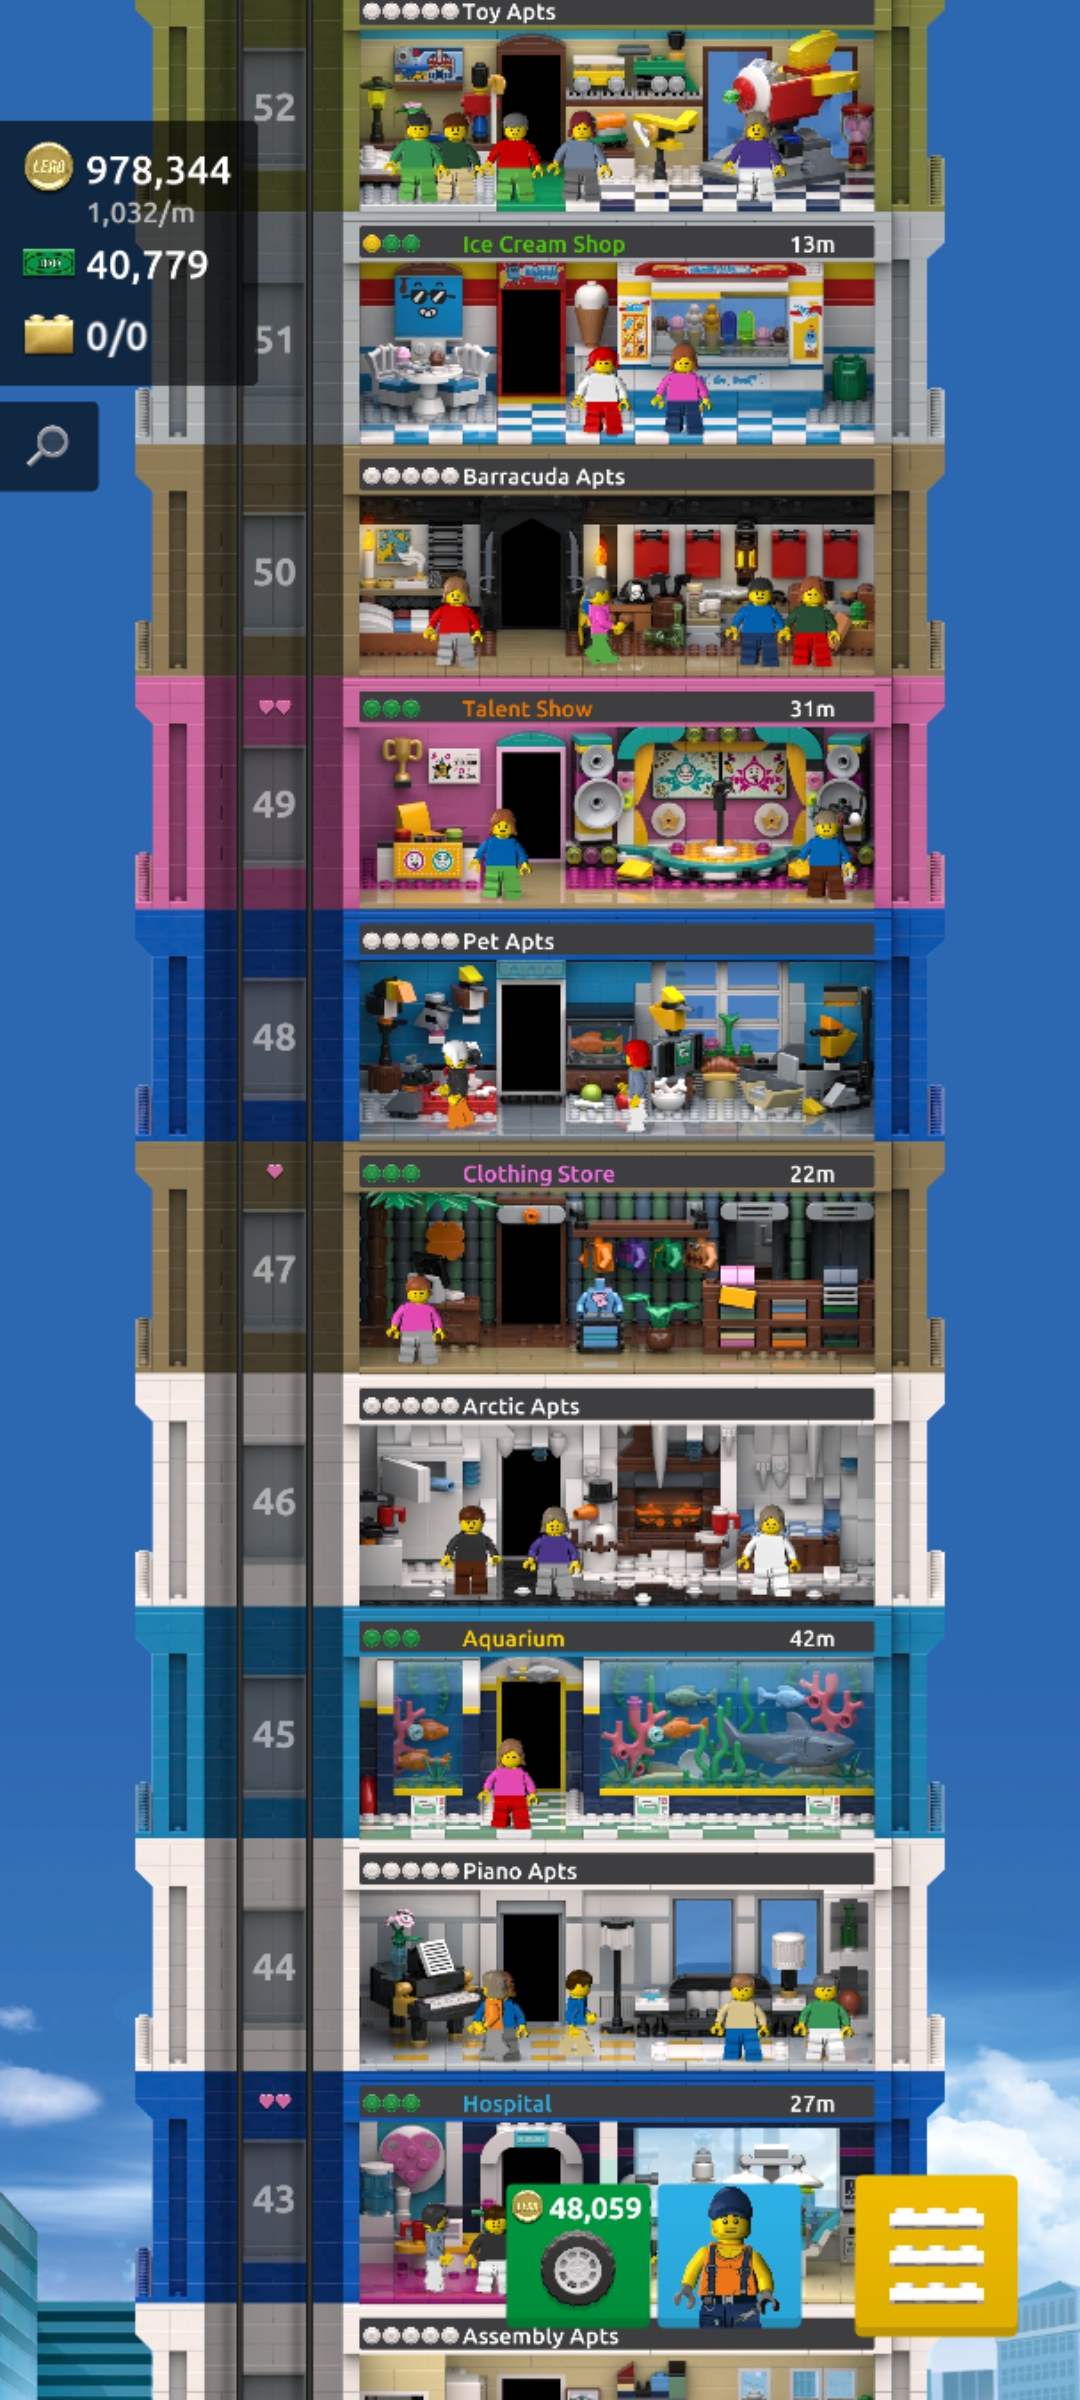 Toy Apts
52
LEGO 978,344
1,032/m
40,779
0/0
Ice Cream Shop 13m
51
Barracuda Apts
50
Talent Show 31m
49
Pet Apts
48
Clothing Store 22m
47
Arctic Apts
46
Aquarium 42m
45
Piano Apts
44
Hospital 27m
43
48,059
Assembly Apts